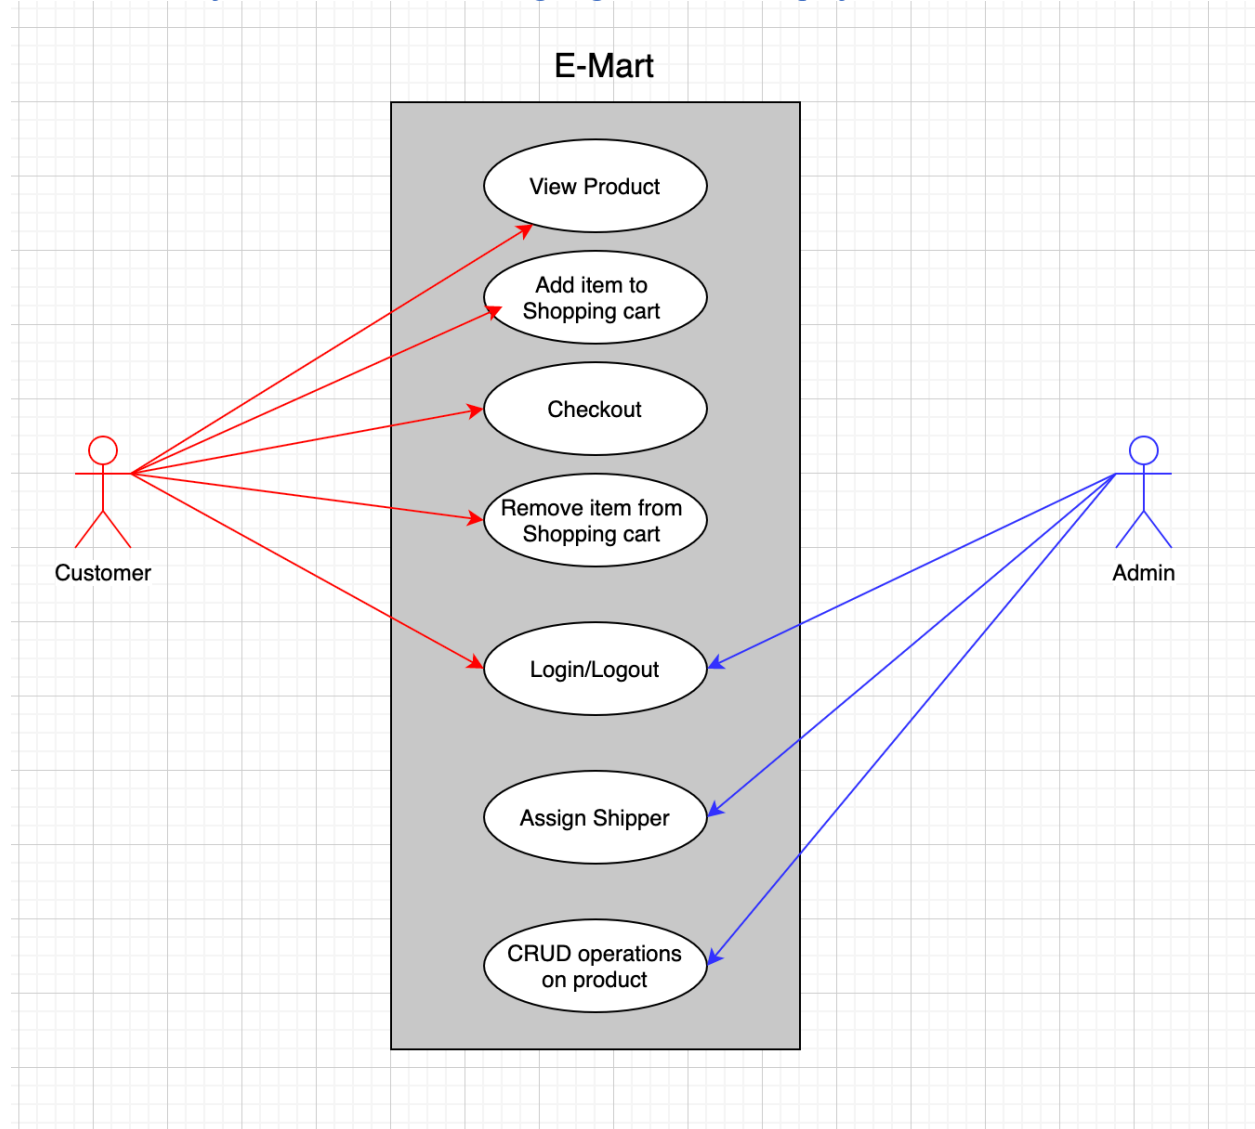 E-Mart
View Product
Add item to
Shopping cart
Checkout
Remove item from
Shopping cart
Customer
Admin
Login/Logout
Assign Shipper
CRUD operations
on product